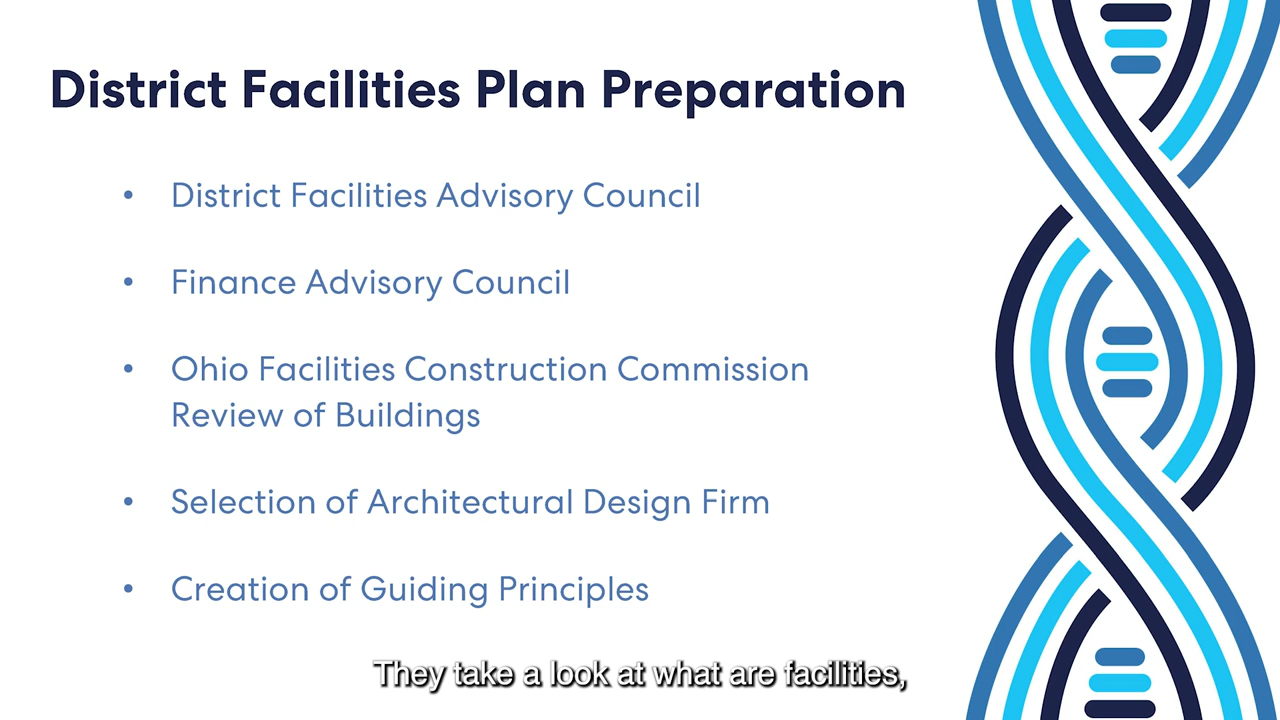 District Facilities Plan Preparation
• District Facilities Advisory Council
• Finance Advisory Council
• Ohio Facilities Construction Commission
Review of Buildings
• Selection of Architectural Design Firm
• Creation of Guiding Principles
They take a look at what are facilities,